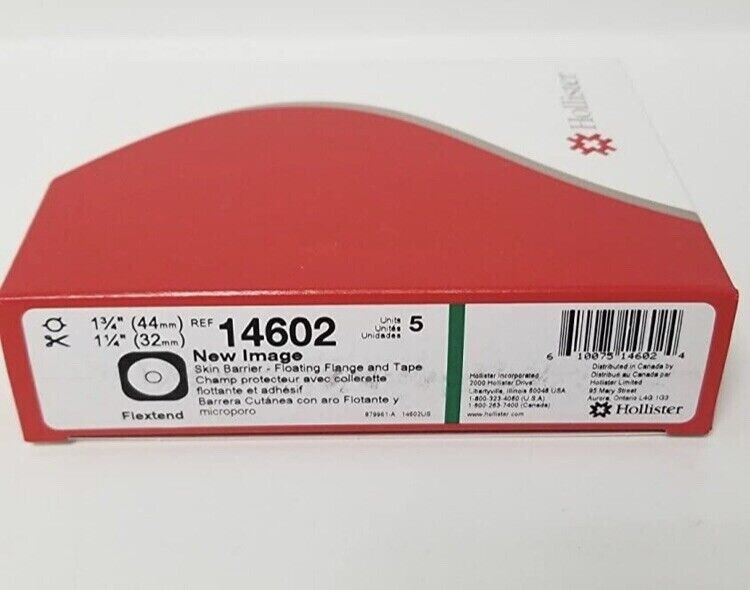 Hollister
1¾" (44mm)
1¼" (32mm)
REF 14602
Units
Unités
Unidades
5
New Image
Skin Barrier - Floating Flange and Tape
Champ protecteur avec collerette
flottante et adhésif
Barrera Cutánea con aro Flotante y
microporo
Flextend
879961-A 14602US
Hollister Incorporated
2000 Hollister Drive
Libertyville, Illinois 60048 USA
1-800-323-4060 (U.S.A)
1-800-263-7400 (Canada)
www.hollister.com
6 10075 14602 4
Distributed in Canada by
Distribué au Canada par
Hollister Limited
95 Mary Street
Aurora, Ontario L4G 1G3
Hollister